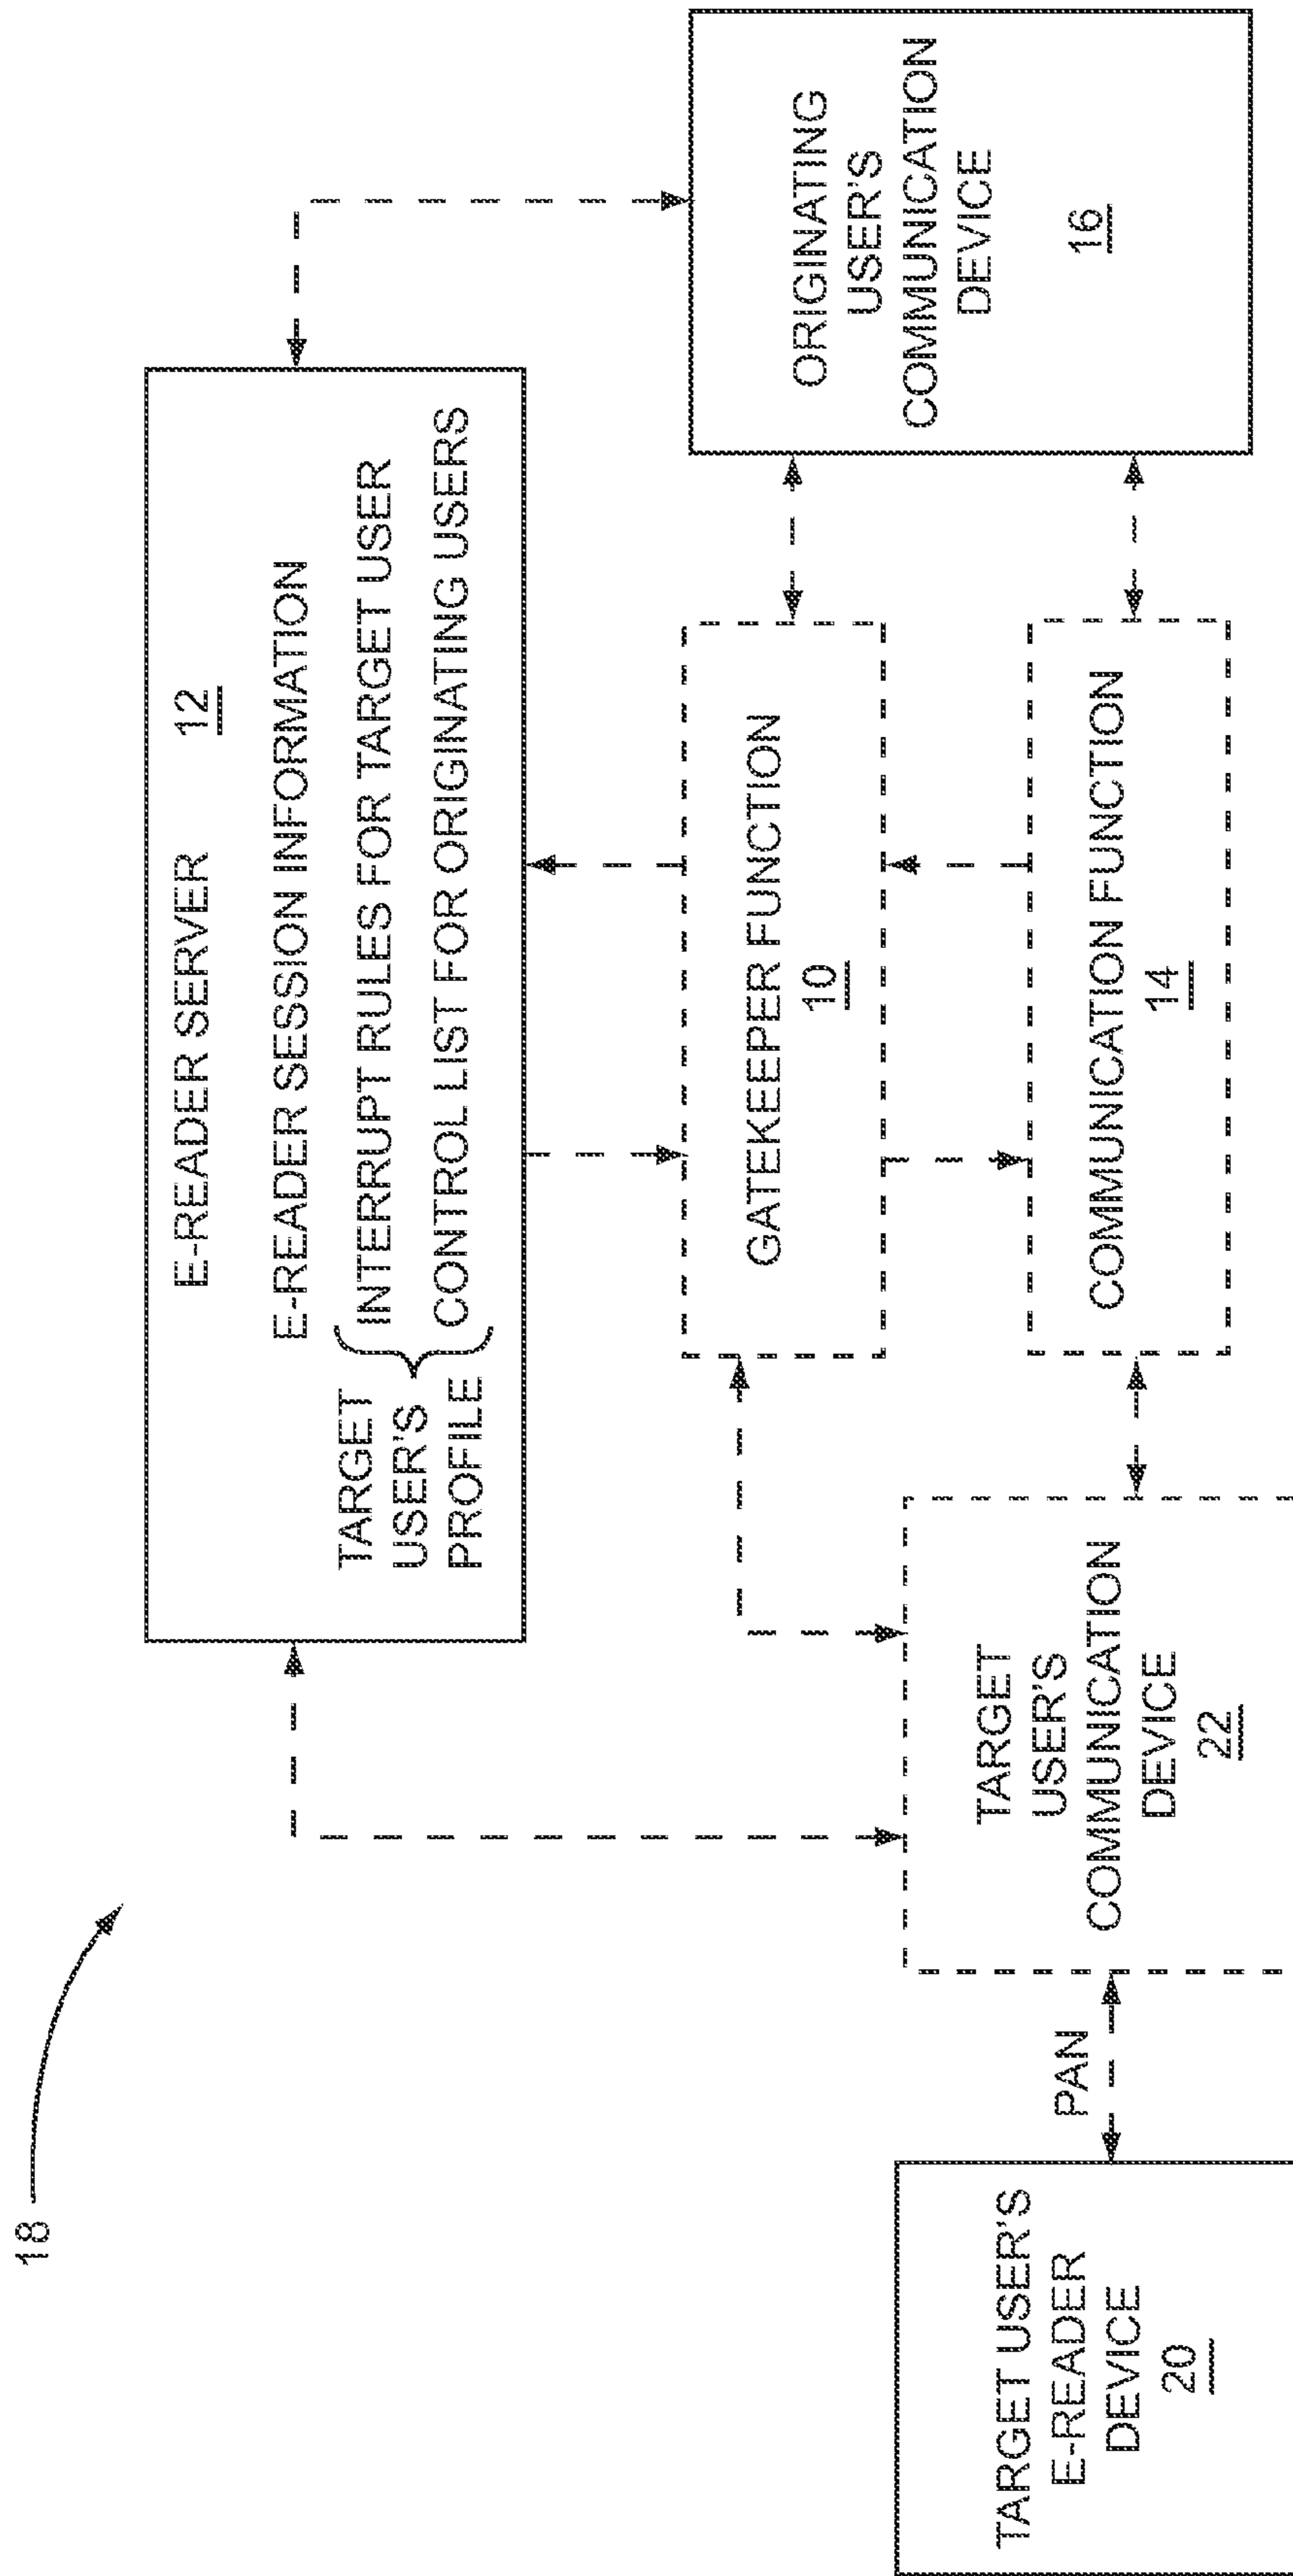 18
E-READER SERVER 12
E-READER SESSION INFORMATION
TARGET
USER'S
PROFILE
INTERRUPT RULES FOR TARGET USER
CONTROL LIST FOR ORIGINATING USERS
GATEKEEPER FUNCTION
10
COMMUNICATION FUNCTION
14
ORIGINATING
USER'S
COMMUNICATION
DEVICE
16
TARGET
USER'S
COMMUNICATION
DEVICE
22
PAN
TARGET USER'S
E-READER
DEVICE
20